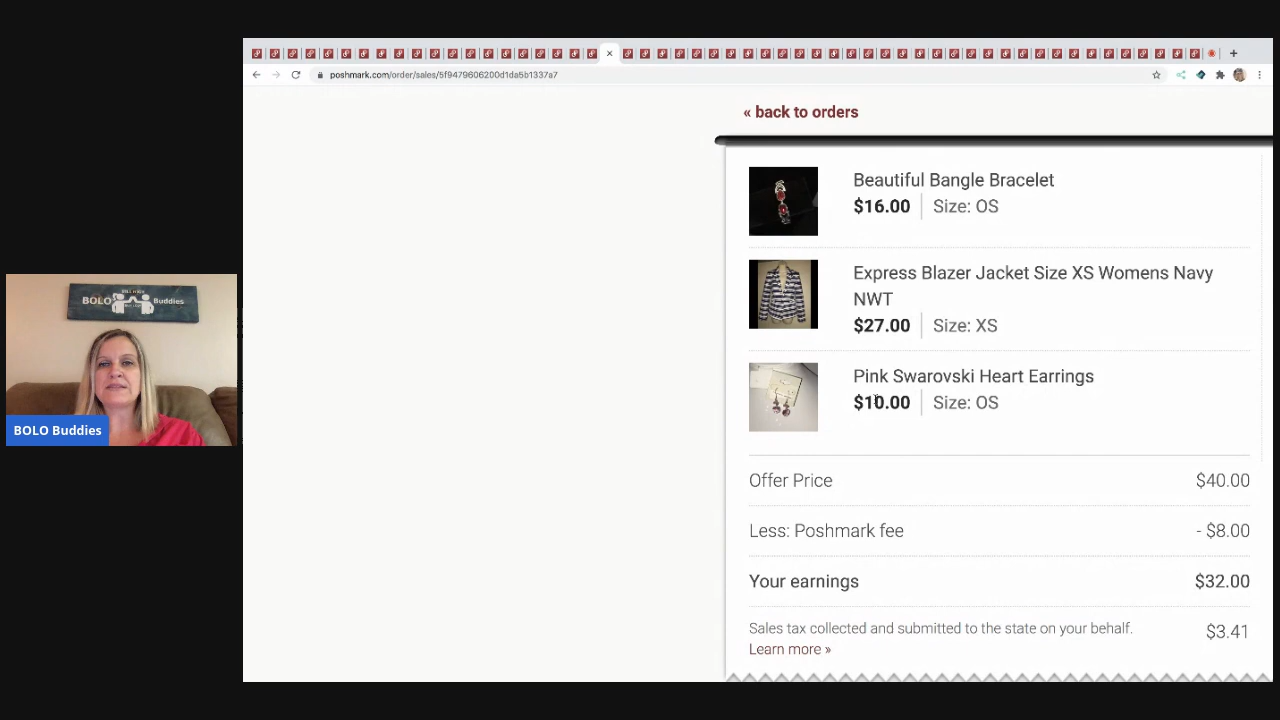 poshmark.com/order/sales/5f9479606200d1da5b1337a7
« back to orders
Beautiful Bangle Bracelet
$16.00 Size: OS
Express Blazer Jacket Size XS Womens Navy
NWT
$27.00 Size: XS
Pink Swarovski Heart Earrings
$10.00 Size: OS
Offer Price $40.00
Less: Poshmark fee - $8.00
Your earnings $32.00
Sales tax collected and submitted to the state on your behalf. $3.41
Learn more »
BOLO Buddies
BOLO Buddies